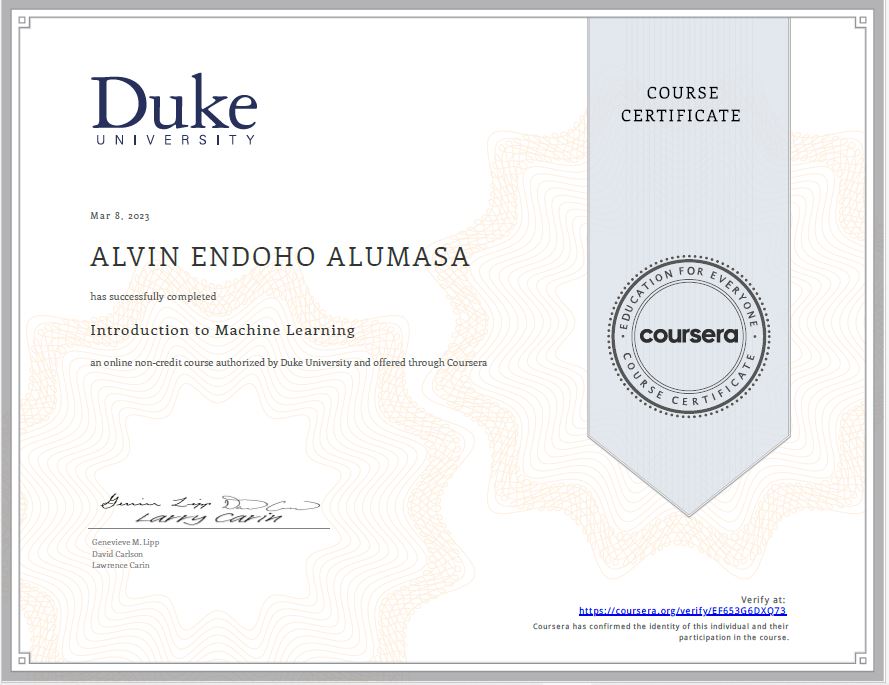 Duke
UNIVERSITY
COURSE
CERTIFICATE
Mar 8, 2023
ALVIN ENDOHO ALUMASA
has successfully completed
Introduction to Machine Learning
an online non-credit course authorized by Duke University and offered through Coursera
EDUCATION FOR EVERYONE
coursera
COURSE CERTIFICATE
Larry Carin
Genevieve M. Lipp
David Carlson
Lawrence Carin
Verify at:
https://coursera.org/verify/EF653G6DXQ73
Coursera has confirmed the identity of this individual and their
participation in the course.